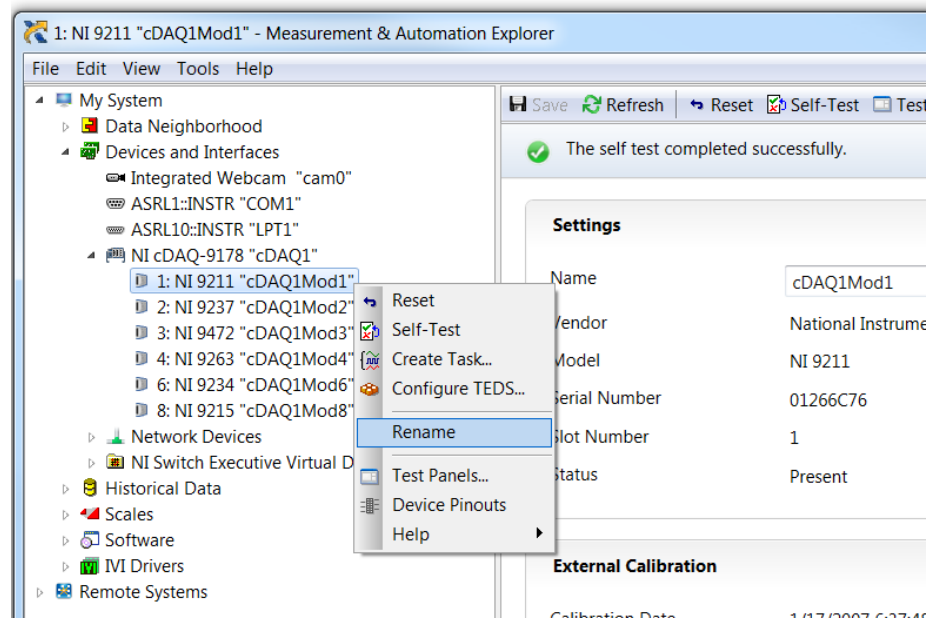 1: NI 9211 "cDAQ1Mod1" - Measurement & Automation Explorer
File Edit View Tools Help
My System
Data Neighborhood
Devices and Interfaces
Integrated Webcam "cam0"
ASRL1::INSTR "COM1"
ASRL10::INSTR "LPT1"
NI cDAQ-9178 "cDAQ1"
1: NI 9211 "cDAQ1Mod1"
2: NI 9237 "cDAQ1Mod2"
3: NI 9472 "cDAQ1Mod3"
4: NI 9263 "cDAQ1Mod4"
6: NI 9234 "cDAQ1Mod6"
8: NI 9215 "cDAQ1Mod8"
Network Devices
NI Switch Executive Virtual D
Historical Data
Scales
Software
IVI Drivers
Remote Systems
Reset
Self-Test
Create Task...
Configure TEDS...
Rename
Test Panels...
Device Pinouts
Help
Save Refresh Reset Self-Test Test
The self test completed successfully.
Settings
Name cDAQ1Mod1
Vendor National Instrume
Model NI 9211
Serial Number 01266C76
Slot Number 1
Status Present
External Calibration